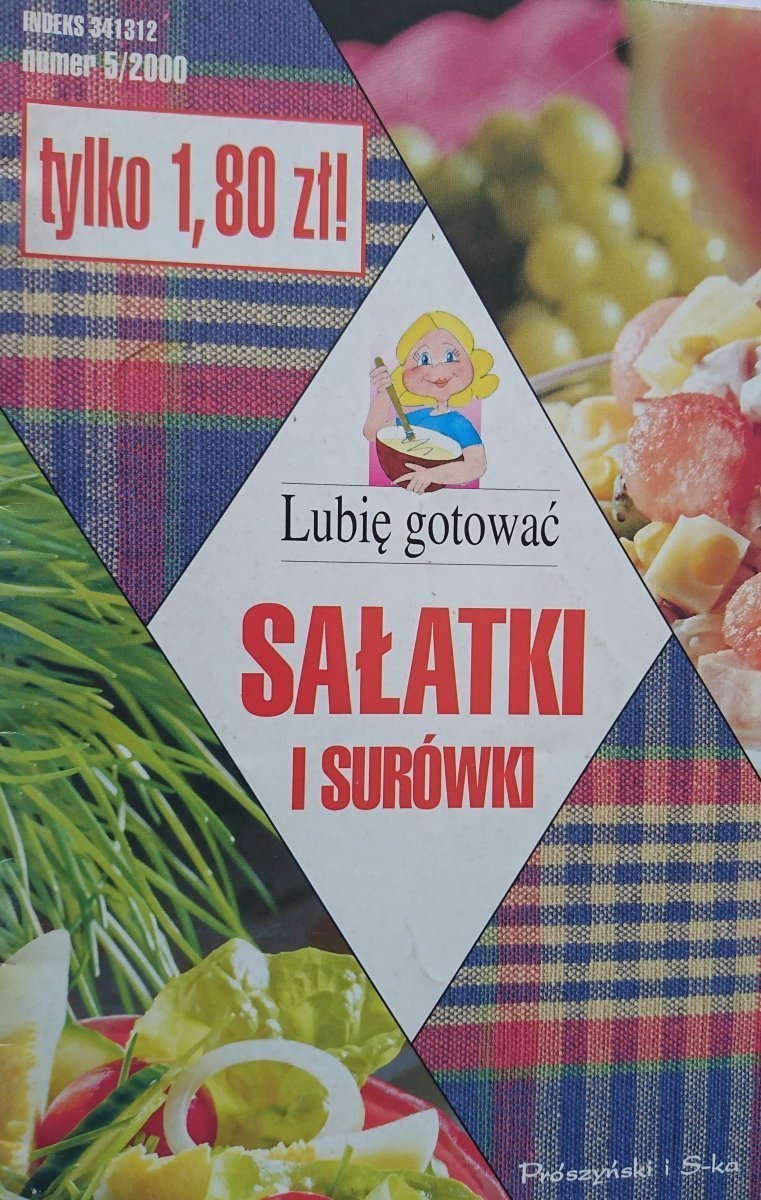 INDEKS 341312
numer 5/2000
tylko 1,80 zł!
Lubię gotować
SAŁATKI
I SURÓWKI
Prószyński i S-ka